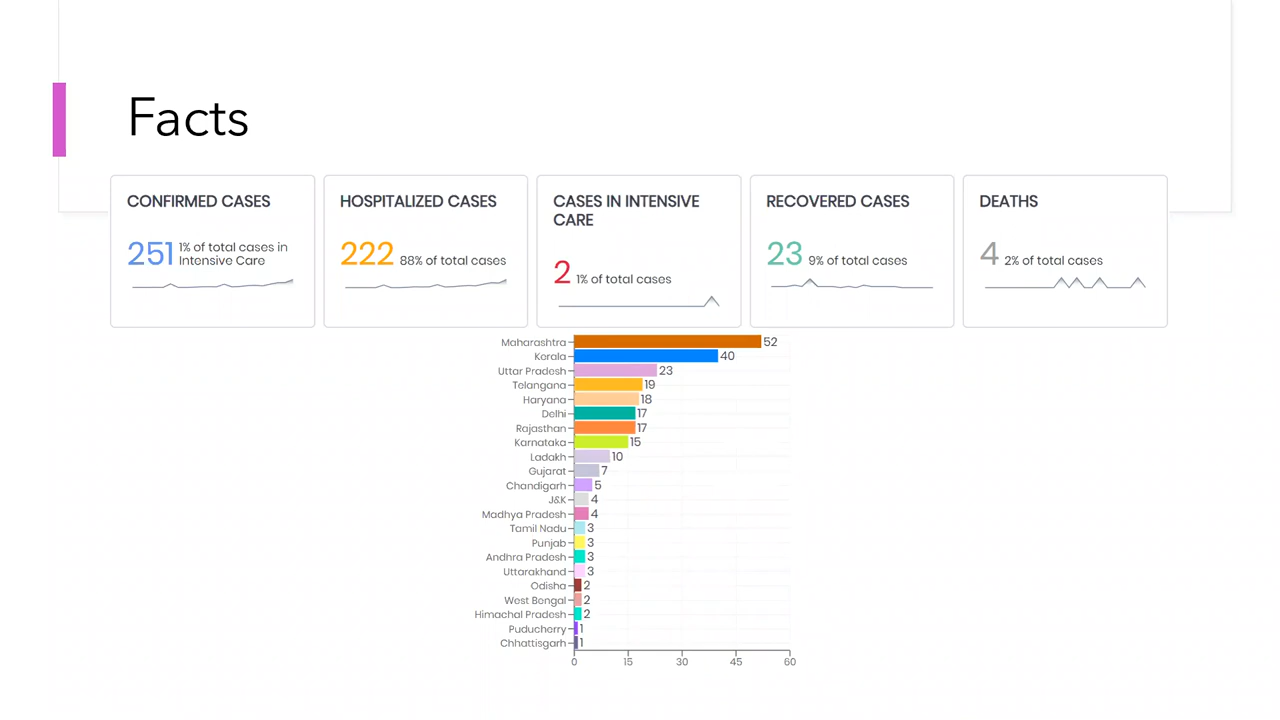 Facts
CONFIRMED CASES
251 1% of total cases in
Intensive Care
HOSPITALIZED CASES
222 88% of total cases
CASES IN INTENSIVE
CARE
2 1% of total cases
RECOVERED CASES
23 9% of total cases
DEATHS
4 2% of total cases
Maharashtra 52
Kerala 40
Uttar Pradesh 23
Telangana 19
Haryana 18
Delhi 17
Rajasthan 17
Karnataka 15
Ladakh 10
Gujarat 7
Chandigarh 5
J&K 4
Madhya Pradesh 4
Tamil Nadu 3
Punjab 3
Andhra Pradesh 3
Uttarakhand 3
Odisha 2
West Bengal 2
Himachal Pradesh 2
Puducherry 1
Chhattisgarh 1
0 15 30 45 60